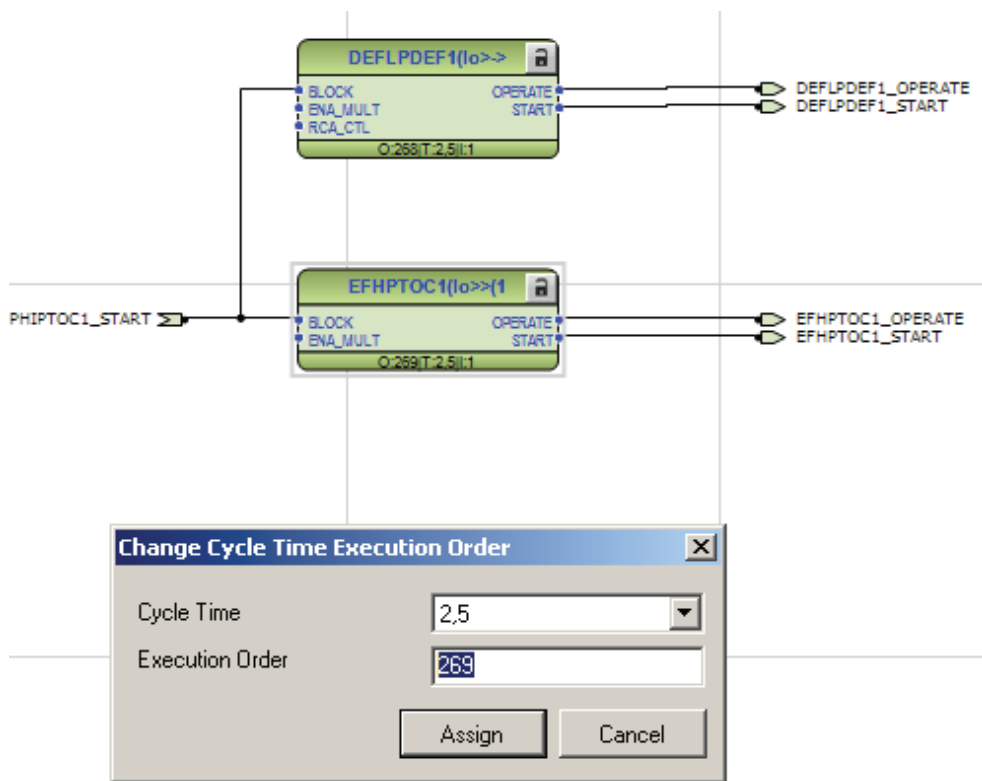 DEFLPDEF1(Io>->
BLOCK OPERATE
ENA_MULT START
RCA_CTL
O:268|T:2,5|I:1
DEFLPDEF1_OPERATE
DEFLPDEF1_START
PHIPTOC1_START
EFHPTOC1(Io>>(1
BLOCK OPERATE
ENA_MULT START
O:269|T:2,5|I:1
EFHPTOC1_OPERATE
EFHPTOC1_START
Change Cycle Time Execution Order
Cycle Time 2,5
Execution Order 269
Assign Cancel